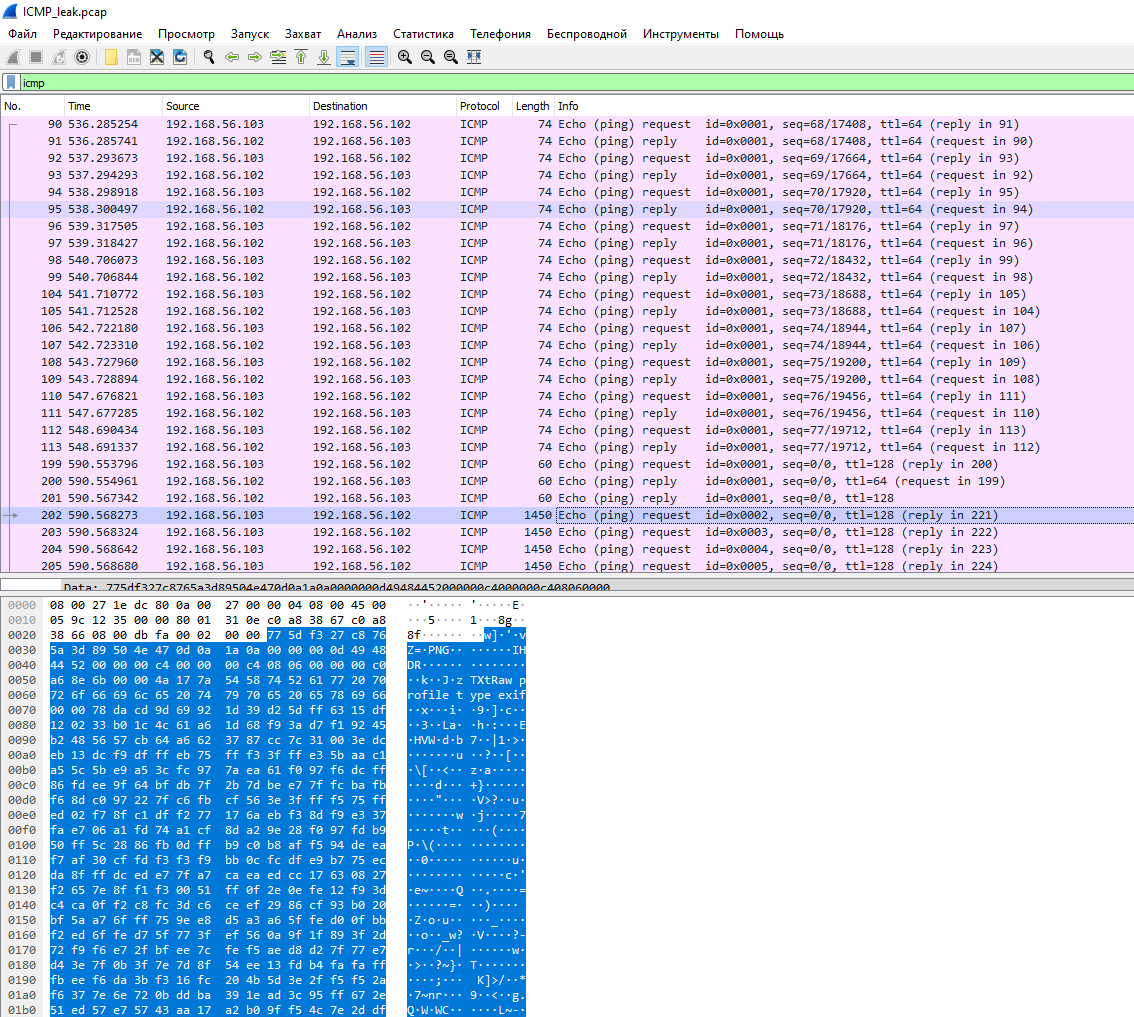 ICMP_leak.pcap
Файл Редактирование Просмотр Запуск Захват Анализ Статистика Телефония Беспроводной Инструменты Помощь
icmp
No. Time Source Destination Protocol Length Info
90 536.285254 192.168.56.103 192.168.56.102 ICMP 74 Echo (ping) request id=0x0001, seq=68/17408, ttl=64 (reply in 91)
91 536.285741 192.168.56.102 192.168.56.103 ICMP 74 Echo (ping) reply id=0x0001, seq=68/17408, ttl=64 (request in 90)
92 537.293673 192.168.56.103 192.168.56.102 ICMP 74 Echo (ping) request id=0x0001, seq=69/17664, ttl=64 (reply in 93)
93 537.294293 192.168.56.102 192.168.56.103 ICMP 74 Echo (ping) reply id=0x0001, seq=69/17664, ttl=64 (request in 92)
94 538.298918 192.168.56.103 192.168.56.102 ICMP 74 Echo (ping) request id=0x0001, seq=70/17920, ttl=64 (reply in 95)
95 538.300497 192.168.56.102 192.168.56.103 ICMP 74 Echo (ping) reply id=0x0001, seq=70/17920, ttl=64 (request in 94)
96 539.317505 192.168.56.103 192.168.56.102 ICMP 74 Echo (ping) request id=0x0001, seq=71/18176, ttl=64 (reply in 97)
97 539.318427 192.168.56.102 192.168.56.103 ICMP 74 Echo (ping) reply id=0x0001, seq=71/18176, ttl=64 (request in 96)
98 540.706073 192.168.56.103 192.168.56.102 ICMP 74 Echo (ping) request id=0x0001, seq=72/18432, ttl=64 (reply in 99)
99 540.706844 192.168.56.102 192.168.56.103 ICMP 74 Echo (ping) reply id=0x0001, seq=72/18432, ttl=64 (request in 98)
104 541.710772 192.168.56.103 192.168.56.102 ICMP 74 Echo (ping) request id=0x0001, seq=73/18688, ttl=64 (reply in 105)
105 541.712528 192.168.56.102 192.168.56.103 ICMP 74 Echo (ping) reply id=0x0001, seq=73/18688, ttl=64 (request in 104)
106 542.722180 192.168.56.103 192.168.56.102 ICMP 74 Echo (ping) request id=0x0001, seq=74/18944, ttl=64 (reply in 107)
107 542.723310 192.168.56.102 192.168.56.103 ICMP 74 Echo (ping) reply id=0x0001, seq=74/18944, ttl=64 (request in 106)
108 543.727960 192.168.56.103 192.168.56.102 ICMP 74 Echo (ping) request id=0x0001, seq=75/19200, ttl=64 (reply in 109)
109 543.728894 192.168.56.102 192.168.56.103 ICMP 74 Echo (ping) reply id=0x0001, seq=75/19200, ttl=64 (request in 108)
110 547.676821 192.168.56.103 192.168.56.102 ICMP 74 Echo (ping) request id=0x0001, seq=76/19456, ttl=64 (reply in 111)
111 547.677285 192.168.56.102 192.168.56.103 ICMP 74 Echo (ping) reply id=0x0001, seq=76/19456, ttl=64 (request in 110)
112 548.690434 192.168.56.103 192.168.56.102 ICMP 74 Echo (ping) request id=0x0001, seq=77/19712, ttl=64 (reply in 113)
113 548.691337 192.168.56.102 192.168.56.103 ICMP 74 Echo (ping) reply id=0x0001, seq=77/19712, ttl=64 (request in 112)
199 590.553796 192.168.56.103 192.168.56.102 ICMP 60 Echo (ping) request id=0x0001, seq=0/0, ttl=128 (reply in 200)
200 590.554961 192.168.56.102 192.168.56.103 ICMP 60 Echo (ping) reply id=0x0001, seq=0/0, ttl=64 (request in 199)
201 590.567342 192.168.56.103 192.168.56.102 ICMP 60 Echo (ping) reply id=0x0001, seq=0/0, ttl=128
202 590.568273 192.168.56.103 192.168.56.102 ICMP 1450 Echo (ping) request id=0x0002, seq=0/0, ttl=128 (reply in 221)
203 590.568324 192.168.56.103 192.168.56.102 ICMP 1450 Echo (ping) request id=0x0003, seq=0/0, ttl=128 (reply in 222)
204 590.568642 192.168.56.103 192.168.56.102 ICMP 1450 Echo (ping) request id=0x0004, seq=0/0, ttl=128 (reply in 223)
205 590.568680 192.168.56.103 192.168.56.102 ICMP 1450 Echo (ping) request id=0x0005, seq=0/0, ttl=128 (reply in 224)
Data: 775df327c8765a3d89504e470d0a1a0a0000000d49484452000000c4000000c408060000
0000 08 00 27 1e dc 80 0a 00 27 00 00 04 08 00 45 00 ··'····· '·····E·
0010 05 9c 12 35 00 00 80 01 31 0e c0 a8 38 67 c0 a8 ···5···· 1···8g··
0020 38 66 08 00 db fa 00 02 00 00 77 5d f3 27 c8 76 8f······ ··w]·'·v
0030 5a 3d 89 50 4e 47 0d 0a 1a 0a 00 00 00 0d 49 48 Z=·PNG·· ······IH
0040 44 52 00 00 00 c4 00 00 00 c4 08 06 00 00 00 c0 DR······ ········
0050 a6 8e 6b 00 00 4a 17 7a 54 58 74 52 61 77 20 70 ··k··J·z TXtRaw p
0060 72 6f 66 69 6c 65 20 74 79 70 65 20 65 78 69 66 rofile t ype exif
0070 00 00 78 da cd 9d 69 92 1d 39 d2 5d ff 63 15 df ··x···i· ·9·]·c··
0080 12 02 33 b0 1c 4c 61 a6 1d 68 f9 3a d7 f1 92 45 ··3··La· ·h·:···E
0090 b2 48 56 57 cb 64 a6 62 37 87 cc 7c 31 00 3e dc ·HVW·d·b 7··|1·>·
00a0 eb 13 dc f9 df ff eb 75 ff f3 3f ff e3 5b aa c1 ·······u ··?··[··
00b0 a5 5c 5b e9 a3 3c fc 97 7a ea 61 f0 97 f6 dc ff ·\[··<·· z·a·····
00c0 86 fd ee 9f 64 bf db 7f 2b 7d be e7 7f fc ba fb ····d··· +}······
00d0 f6 8d c0 97 22 7f c6 fb cf 56 3e 3f ff f5 75 ff ····"··· ·V>?··u·
00e0 ed 02 f7 8f c1 df f2 77 17 6a eb f3 8d f9 e3 37 ·······w ·j·····7
00f0 fa e7 06 a1 fd 74 a1 cf 8d a2 9e 28 f0 97 fd b9 ·····t·· ···(····
0100 50 ff 5c 28 86 fb 0d ff b9 c0 b8 af f5 94 de ea P·\(···· ········
0110 f7 af 30 cf fd f3 f3 f9 bb 0c fc df e9 b7 75 ec ··0····· ······u·
0120 da 8f ff dc ed e7 7f a7 ca ea ed cc 17 63 08 27 ········ ·····c·'
0130 f2 65 7e 8f f1 f3 00 51 ff 0f 2e 0e fe 12 f9 3d ·e~····Q ··.····=
0140 c4 ca 0f f2 c8 fc 3d c6 ce ef 29 86 cf 93 b0 20 ······=· ··)····
0150 bf 5a a7 6f ff 75 9e e8 d5 a3 a6 5f fe d0 0f bb ·Z·o·u·· ···_····
0160 f2 ed 6f fe d7 5f 77 3f ef 56 0a 9f 1f 89 3f 2d ··o··_w? ·V····?-
0170 72 f9 f6 e7 2f bf ee 7c fe f5 ae d8 d2 7f 77 e7 r···/··| ······w·
0180 d4 3e 7f 0b 3f 7e 7d 8f 54 ee 13 fd b4 fa fa ff ·>··?~}· T·······
0190 fb ee f6 da 3b f3 16 fc 20 4b 5d 3e 2f f5 f5 2a ····;···  K]>/··*
01a0 f6 37 7e 6e 72 0b dd ba 39 1e ad 3c 95 ff 67 2e ·7~nr··· 9··<··g.
01b0 51 ed 57 e7 57 43 aa 17 a2 b9 9f f5 4c 7e 2d df Q·W·WC·· ····L~-·